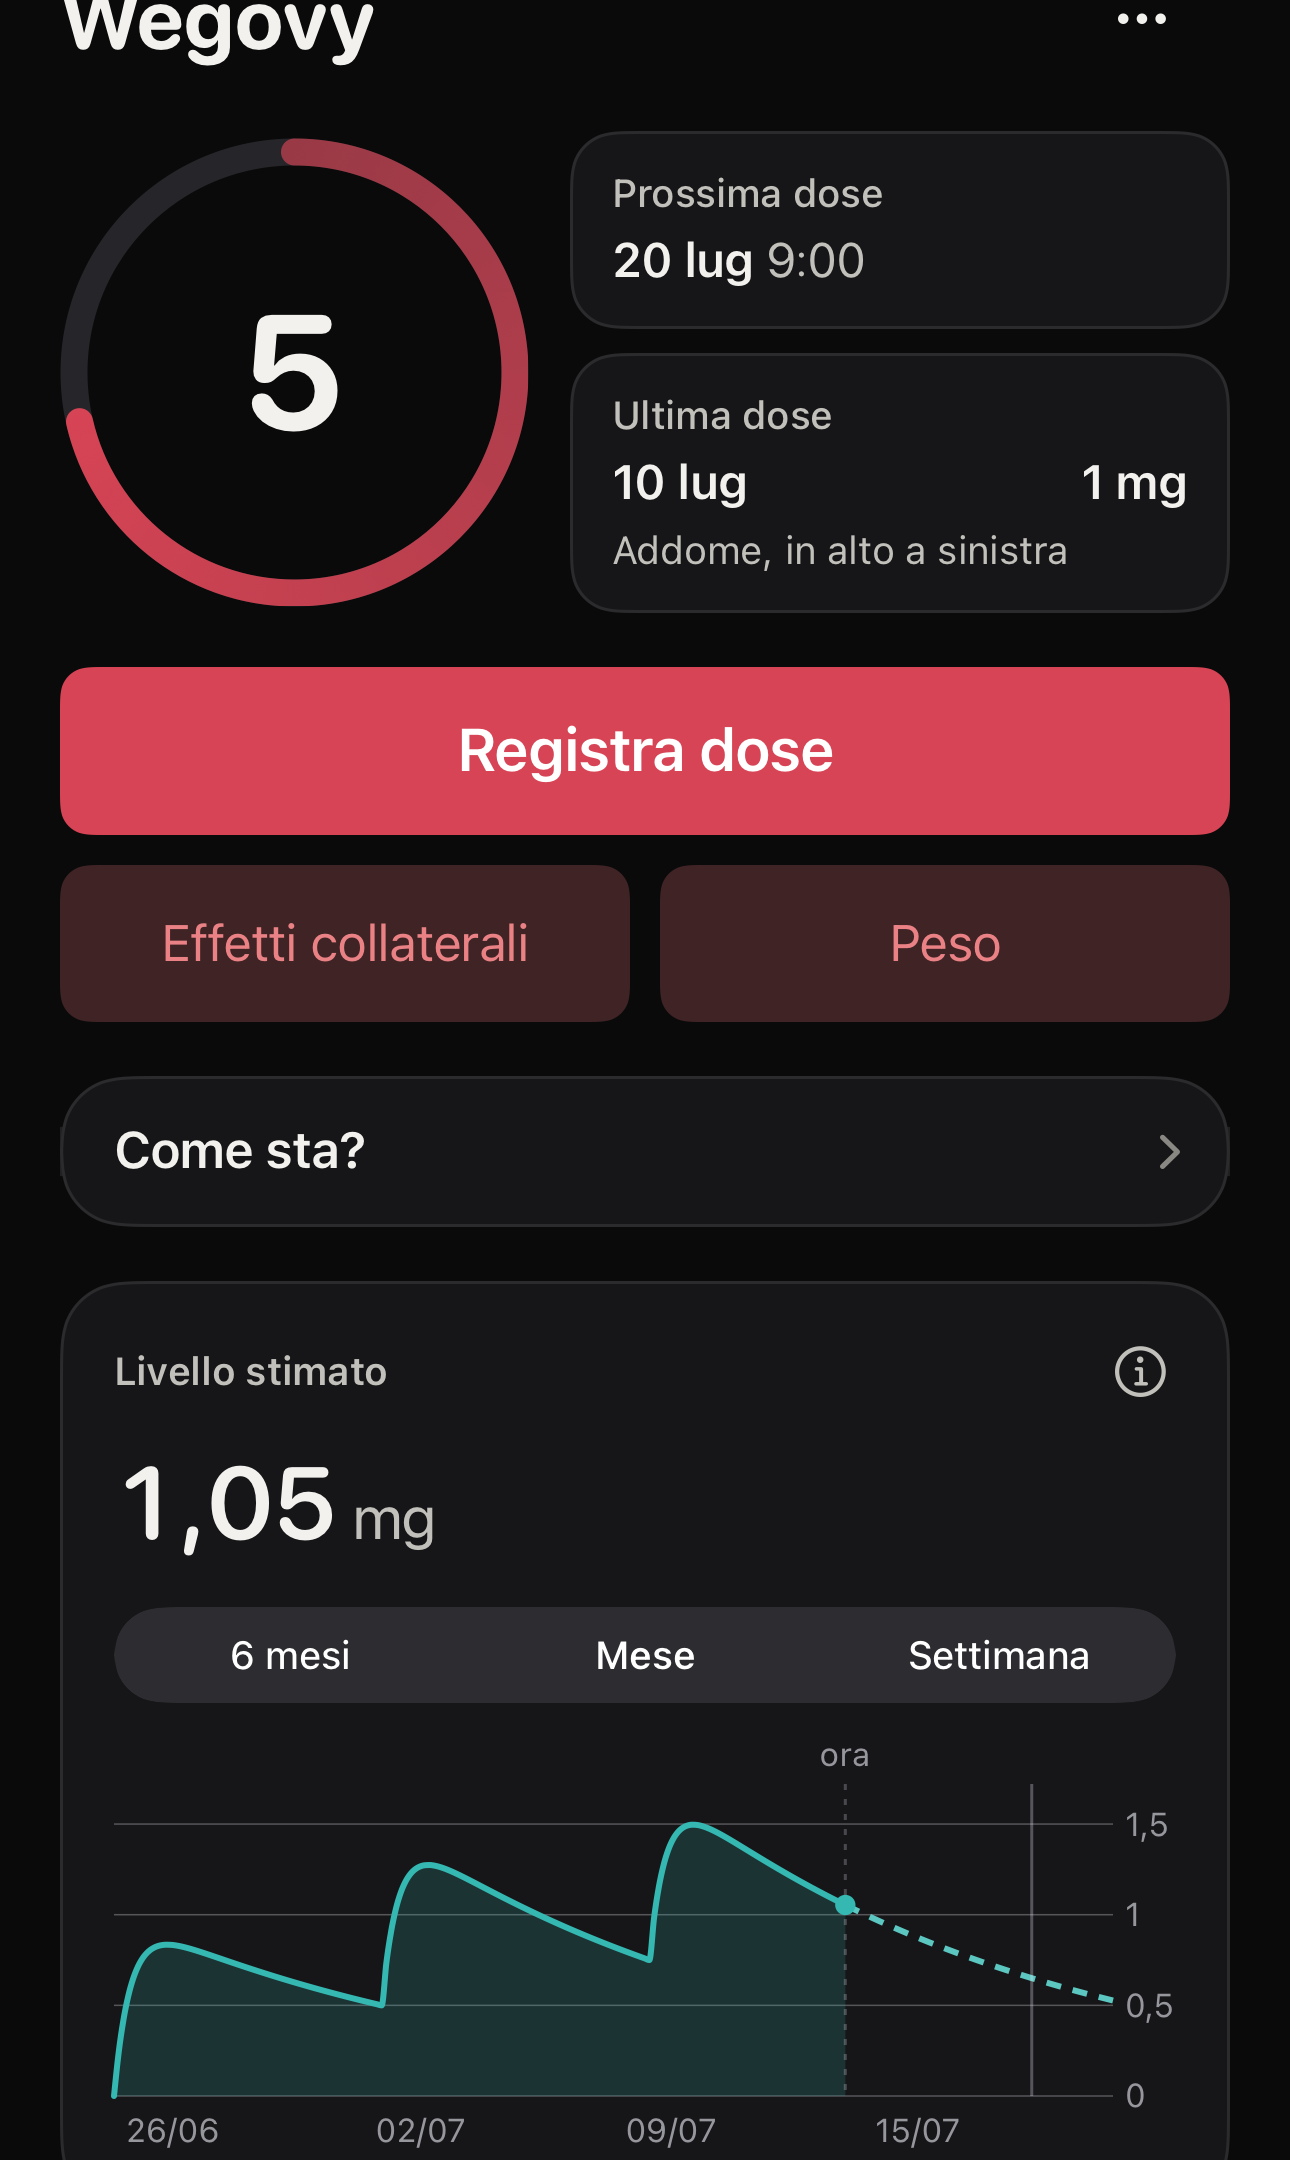 Wegovy
5
Prossima dose
20 lug 9:00
Ultima dose
10 lug 1 mg
Addome, in alto a sinistra
Registra dose
Effetti collaterali
Peso
Come sta?
Livello stimato
1,05 mg
6 mesi Mese Settimana
ora
1,5
1
0,5
0
26/06 02/07 09/07 15/07